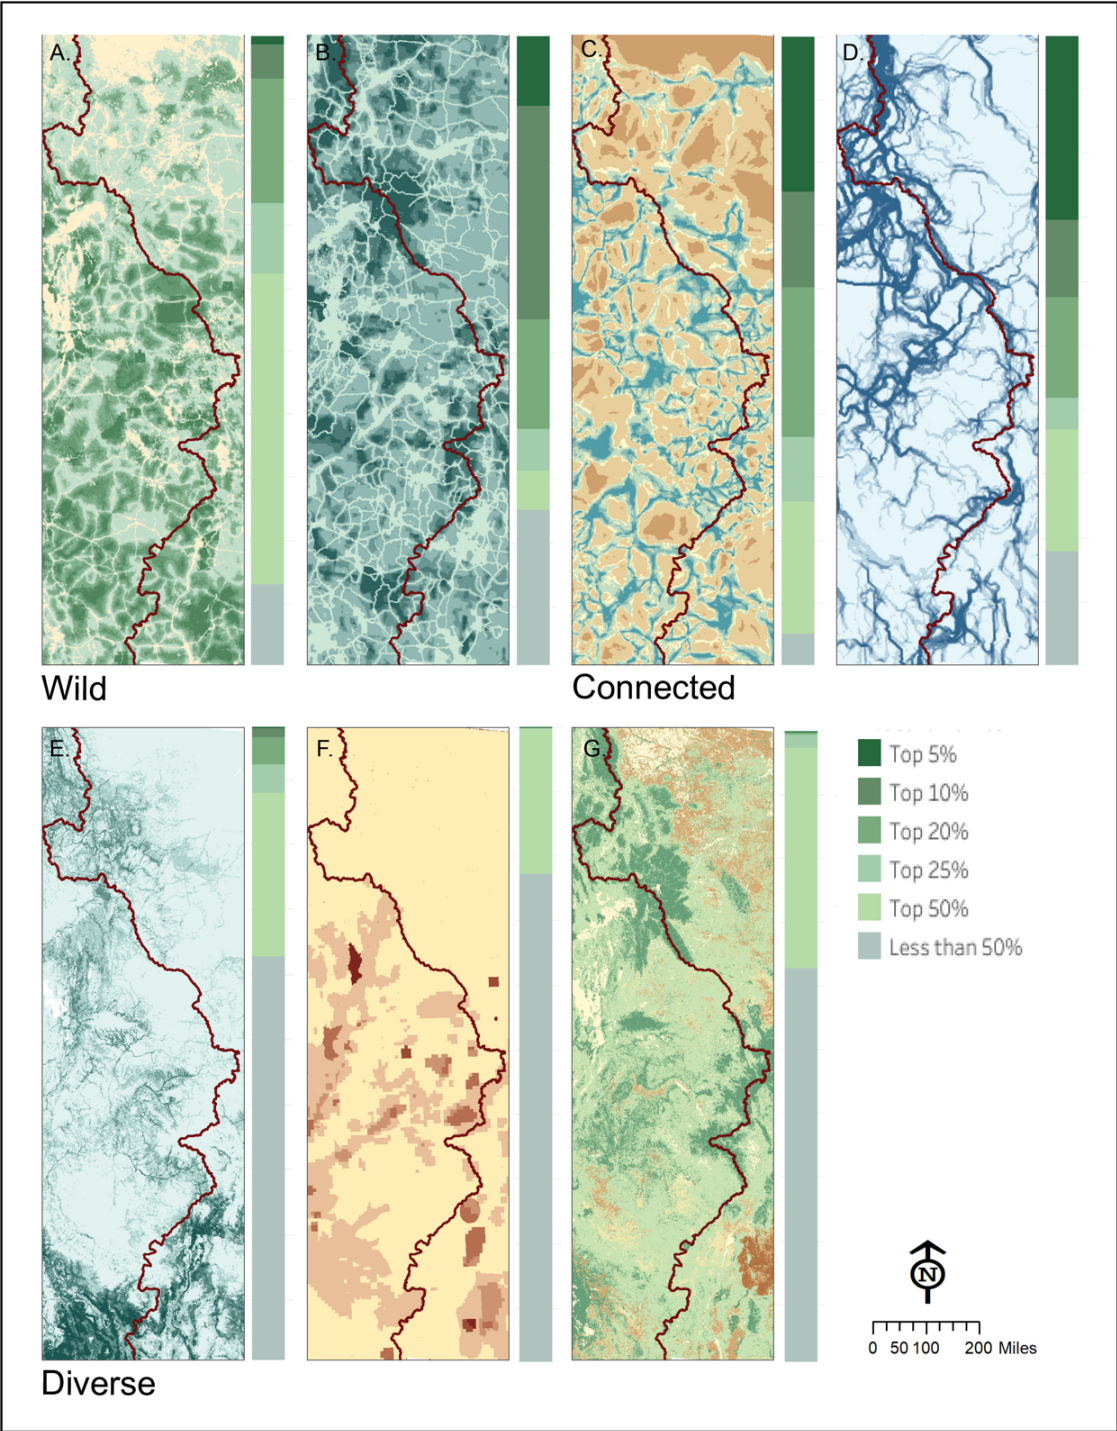 A.
B.
C.
D.
Wild
Connected
E.
F.
G.
Top 5%
Top 10%
Top 20%
Top 25%
Top 50%
Less than 50%
N
0 50 100 200 Miles
Diverse